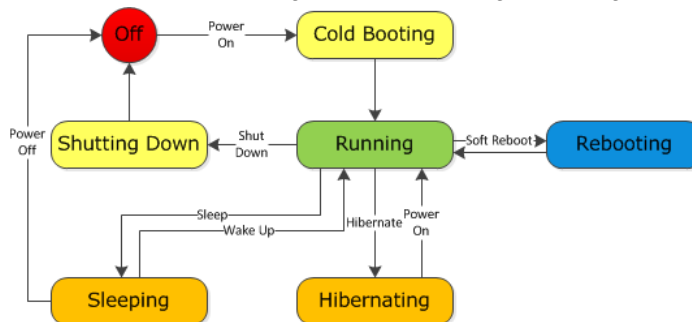 Off
Power
On
Cold Booting
Power
Off
Shutting Down
Shut
Down
Running
Soft Reboot
Rebooting
Sleep
Wake Up
Hibernate
Power
On
Sleeping
Hibernating